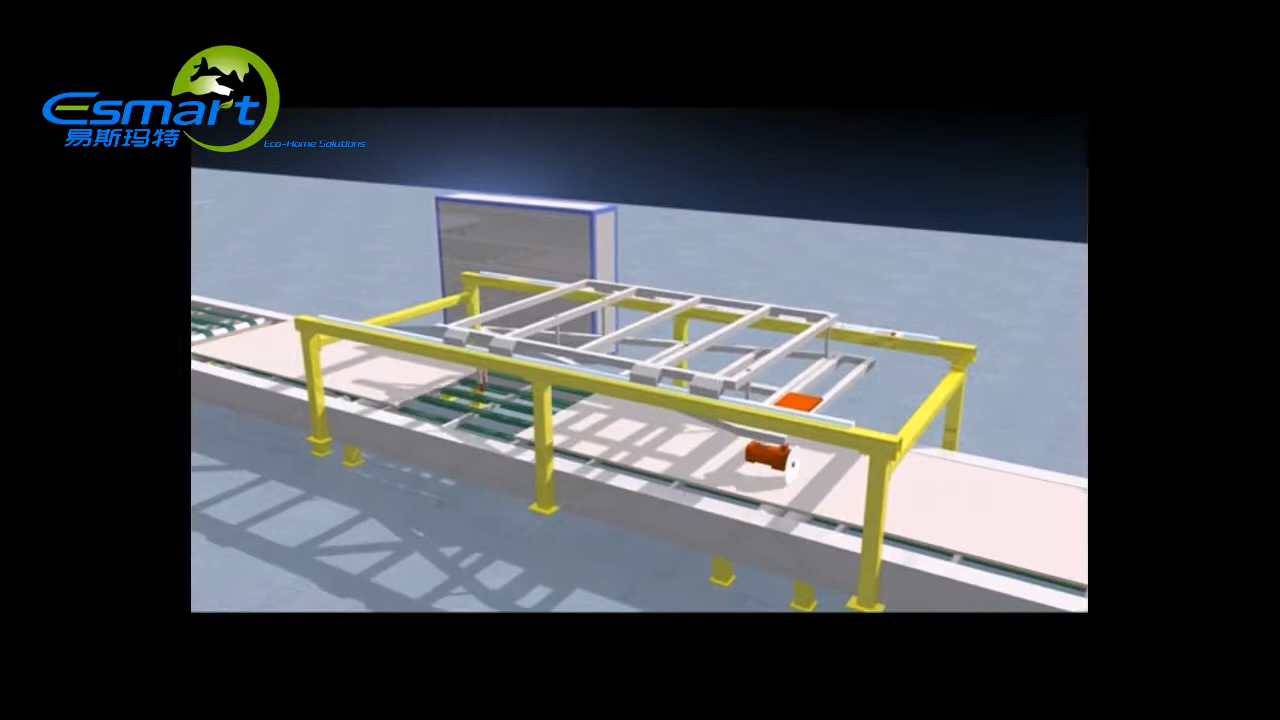 Esmart
易斯玛特
Eco-Home Solutions